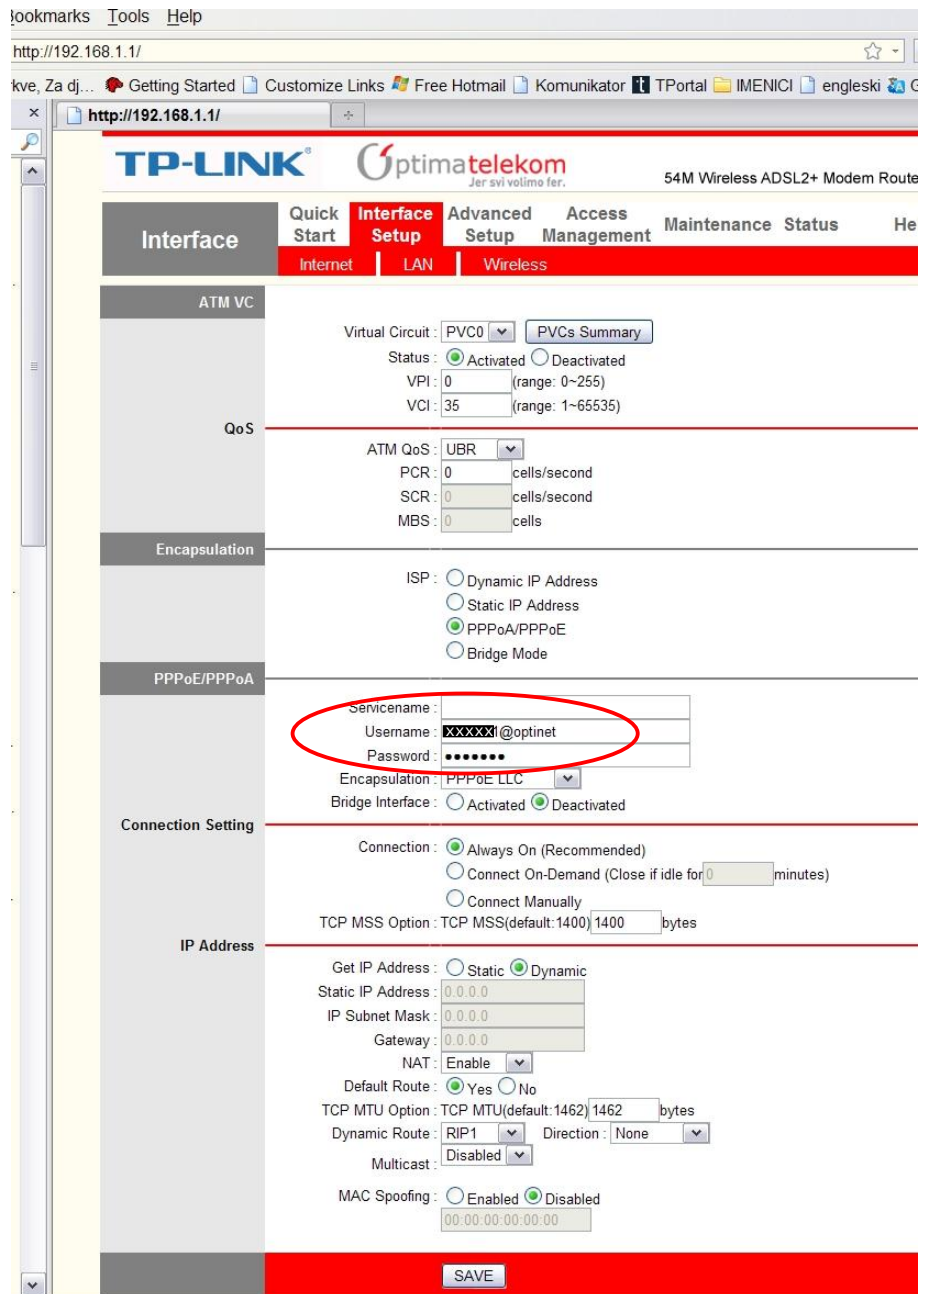 Bookmarks Tools Help
http://192.168.1.1/
rkve, Za dj... Getting Started Customize Links Free Hotmail Komunikator TPortal IMENICI engleski
http://192.168.1.1/
TP-LINK® Optimatelekom
Jer svi volimo fer.
54M Wireless ADSL2+ Modem Route
Interface
Quick Start Interface Setup Advanced Setup Access Management Maintenance Status He
Internet LAN Wireless
ATM VC
Virtual Circuit : PVC0 PVCs Summary
Status : Activated Deactivated
VPI : 0 (range: 0~255)
VCI : 35 (range: 1~65535)
QoS
ATM QoS : UBR
PCR : 0 cells/second
SCR : 0 cells/second
MBS : 0 cells
Encapsulation
ISP : Dynamic IP Address
Static IP Address
PPPoA/PPPoE
Bridge Mode
PPPoE/PPPoA
Servicename :
Username : XXXXX1@optinet
Password : •••••••
Encapsulation : PPPoE LLC
Bridge Interface : Activated Deactivated
Connection Setting
Connection : Always On (Recommended)
Connect On-Demand (Close if idle for 0 minutes)
Connect Manually
TCP MSS Option : TCP MSS(default:1400) 1400 bytes
IP Address
Get IP Address : Static Dynamic
Static IP Address : 0.0.0.0
IP Subnet Mask : 0.0.0.0
Gateway : 0.0.0.0
NAT : Enable
Default Route : Yes No
TCP MTU Option : TCP MTU(default:1462) 1462 bytes
Dynamic Route : RIP1 Direction : None
Multicast : Disabled
MAC Spoofing : Enabled Disabled
00:00:00:00:00:00
SAVE